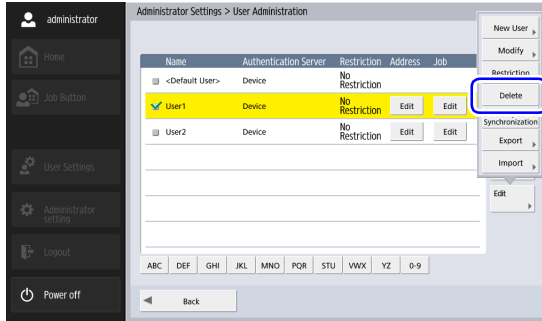 administrator
Administrator Settings > User Administration
Home
Job Button
User Settings
Administrator
setting
Logout
Power off
Name Authentication Server Restriction Address Job
<Default User> Device No
Restriction
User1 Device No
Restriction Edit Edit
User2 Device No
Restriction Edit Edit
New User
Modify
Restriction
Delete
Synchronization
Export
Import
Edit
ABC DEF GHI JKL MNO PQR STU VWX YZ 0-9
Back